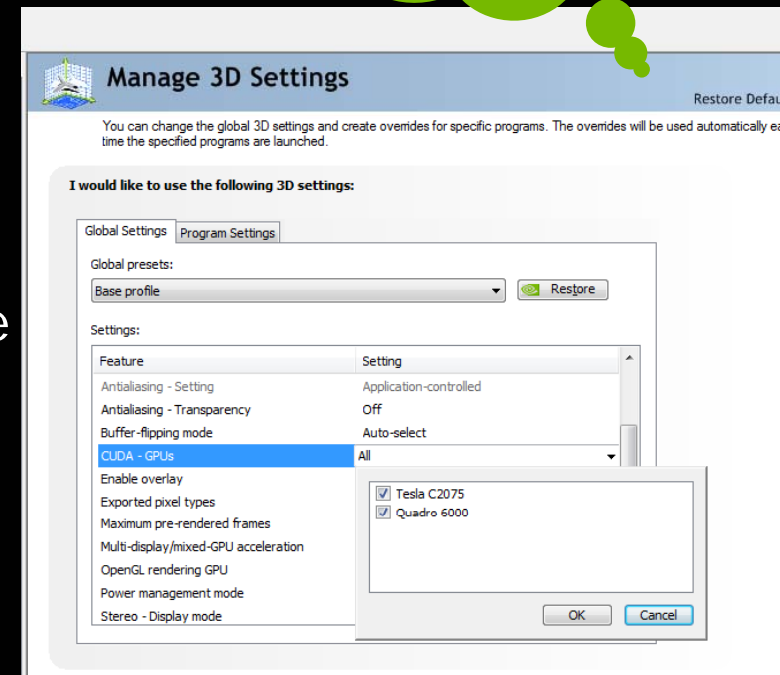 Manage 3D Settings
Restore Defau
You can change the global 3D settings and create overrides for specific programs. The overrides will be used automatically ea
time the specified programs are launched.
I would like to use the following 3D settings:
Global Settings Program Settings
Global presets:
Base profile Restore
e
Settings:
Feature Setting
Antialiasing - Setting Application-controlled
Antialiasing - Transparency Off
Buffer-flipping mode Auto-select
CUDA - GPUs All
Enable overlay
Tesla C2075
Exported pixel types
Quadro 6000
Maximum pre-rendered frames
Multi-display/mixed-GPU acceleration
OpenGL rendering GPU
Power management mode
Stereo - Display mode
OK Cancel